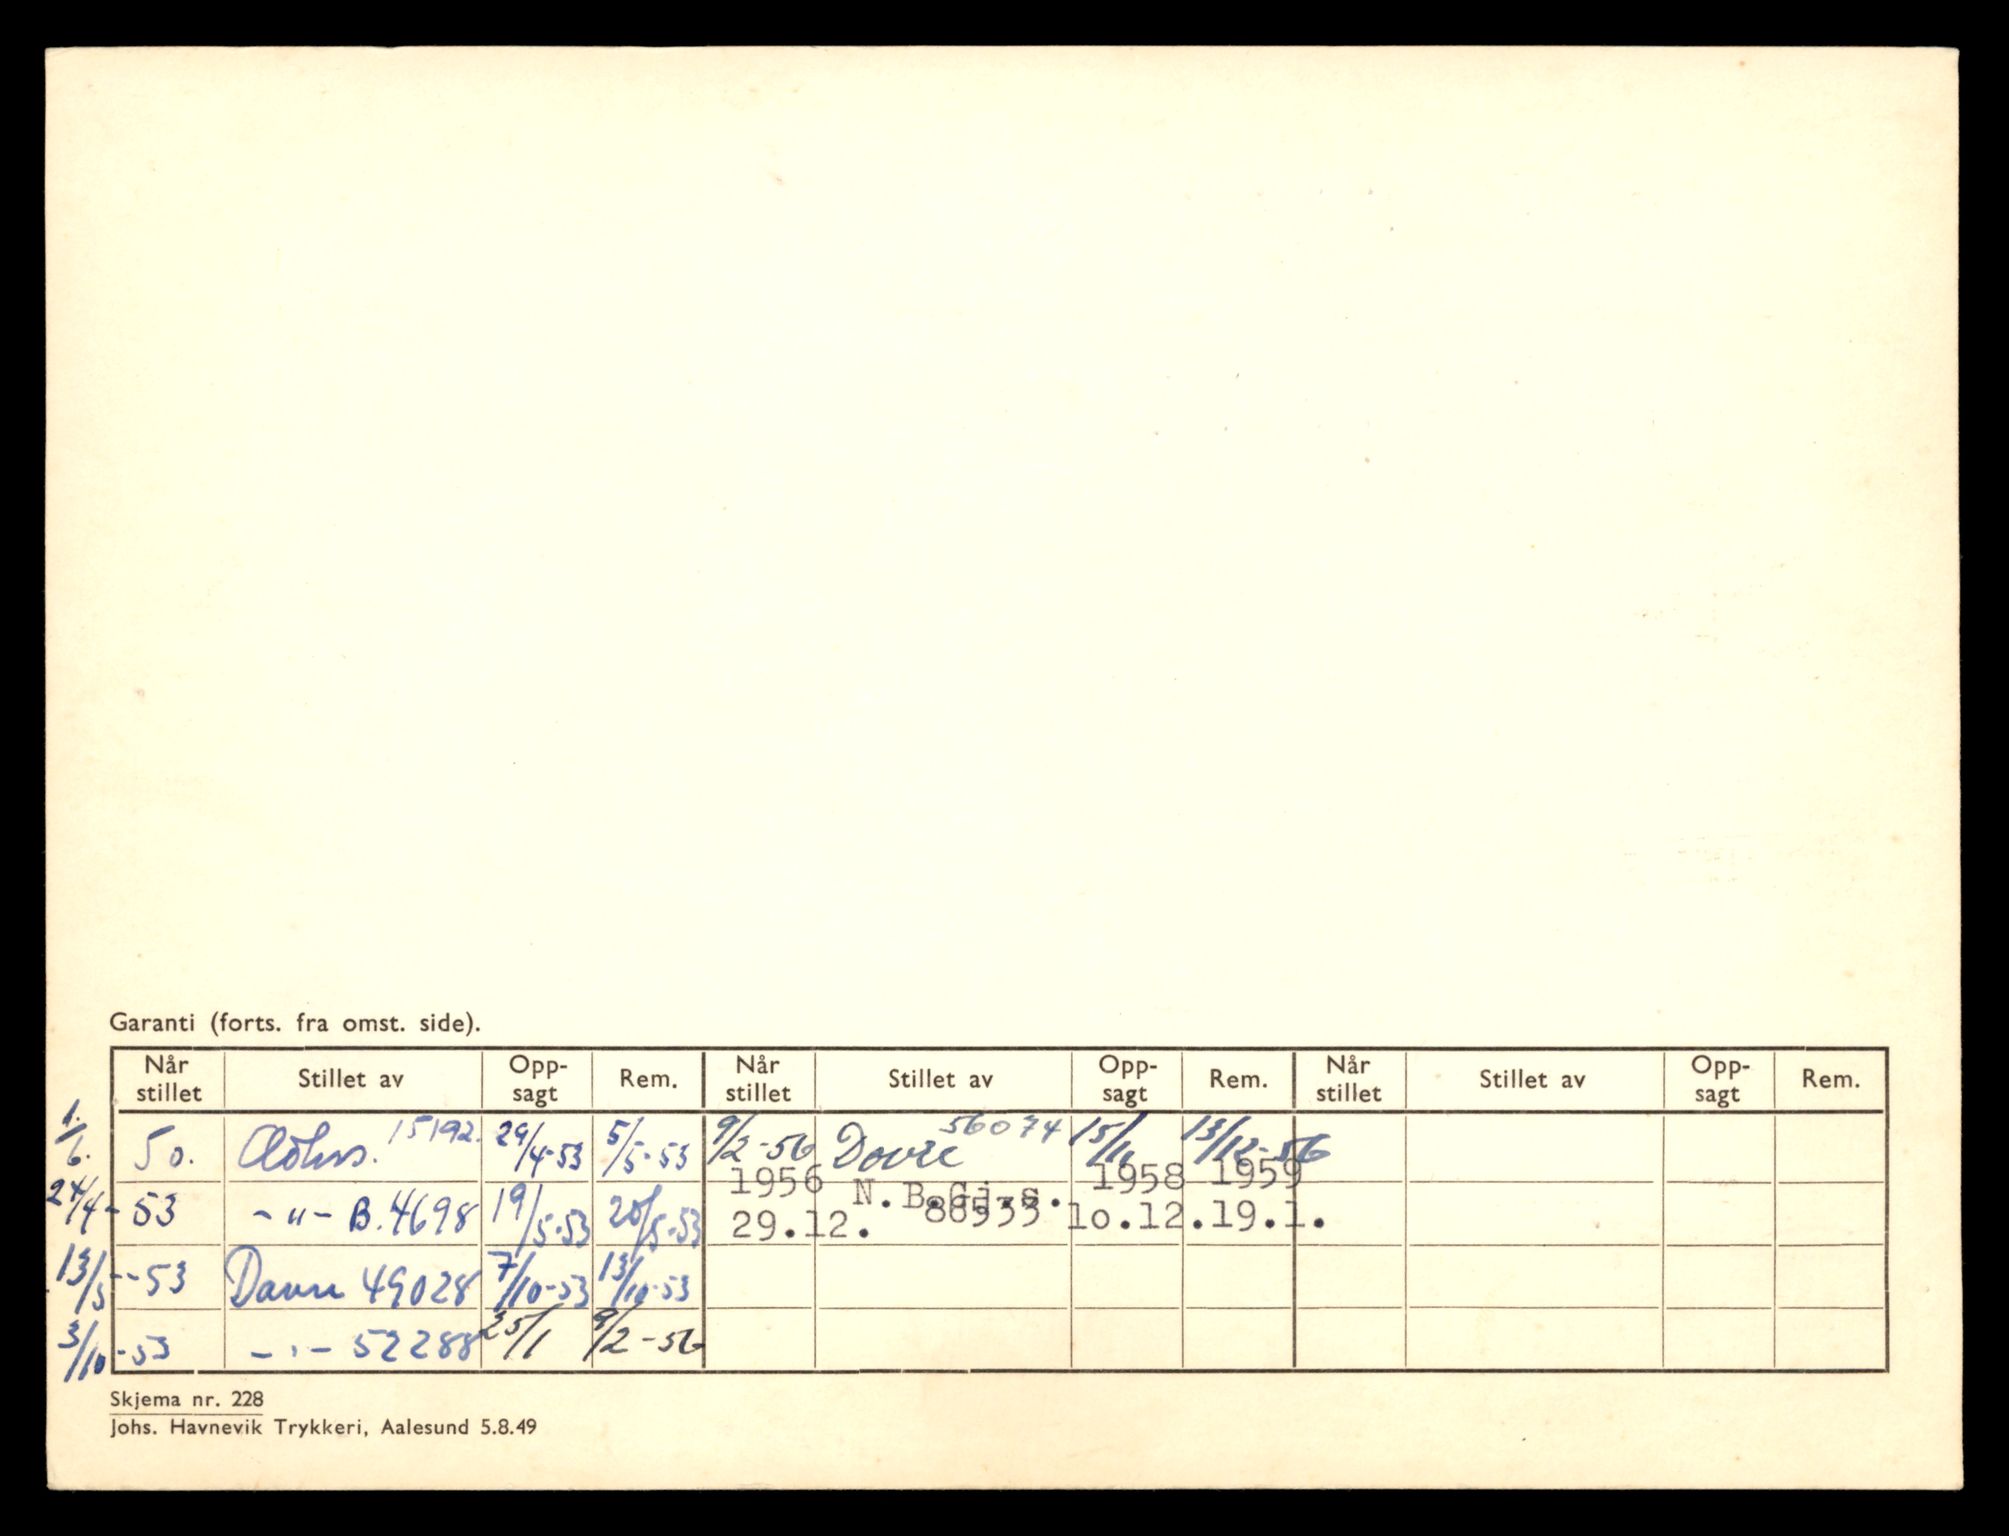 Garanti (forts. fra omst. side).
Når stillet Stillet av Opp-sagt Rem. Når stillet Stillet av Opp-sagt Rem. Når stillet Stillet av Opp-sagt Rem.
1./6. 50. 15192. 29/4-53 5/5-53 9/2-56 Dovre 56074 15/11 13/12-56
24/4-53 -"- B.4698 19/5-53 20/5-53 1956 29.12. N.B.Gj.s. 86533 1958 10.12. 1959 19.1.
13/5--53 Dovre 49028 7/10-53 13/10-53
3/10-53 -"- 52288 25/1 9/2-56
Skjema nr. 228
Johs. Havnevik Trykkeri, Aalesund 5.8.49